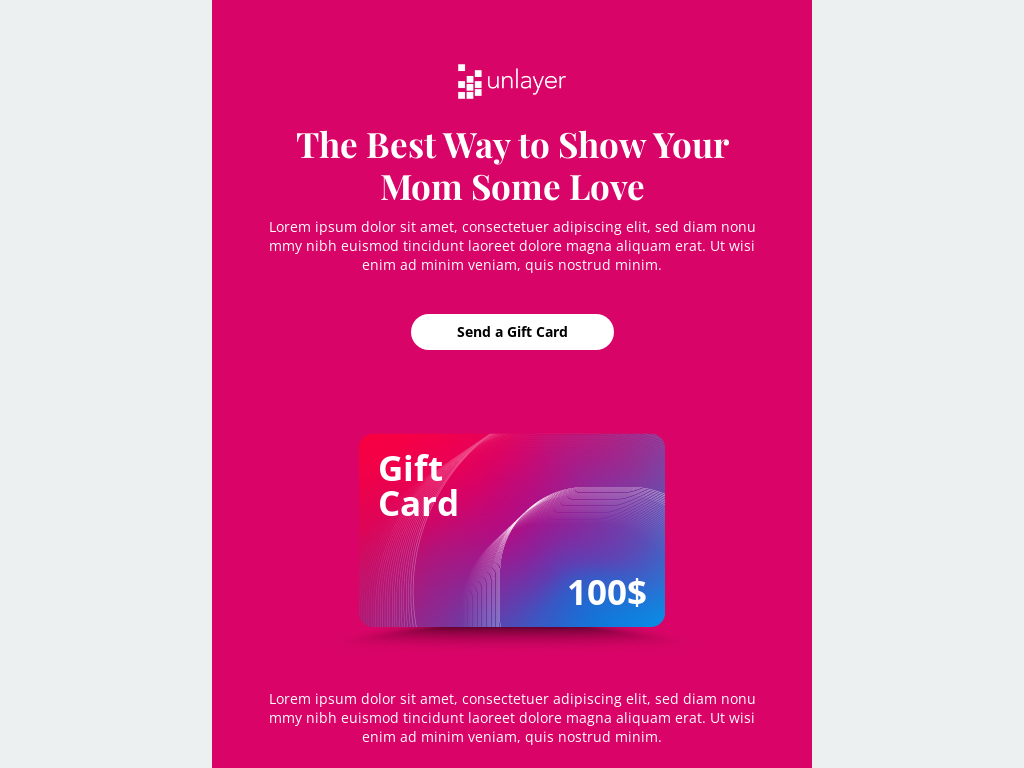 unlayer
The Best Way to Show Your
Mom Some Love
Lorem ipsum dolor sit amet, consectetuer adipiscing elit, sed diam nonu
mmy nibh euismod tincidunt laoreet dolore magna aliquam erat. Ut wisi
enim ad minim veniam, quis nostrud minim.
Send a Gift Card
Gift
Card
100$
Lorem ipsum dolor sit amet, consectetuer adipiscing elit, sed diam nonu
mmy nibh euismod tincidunt laoreet dolore magna aliquam erat. Ut wisi
enim ad minim veniam, quis nostrud minim.